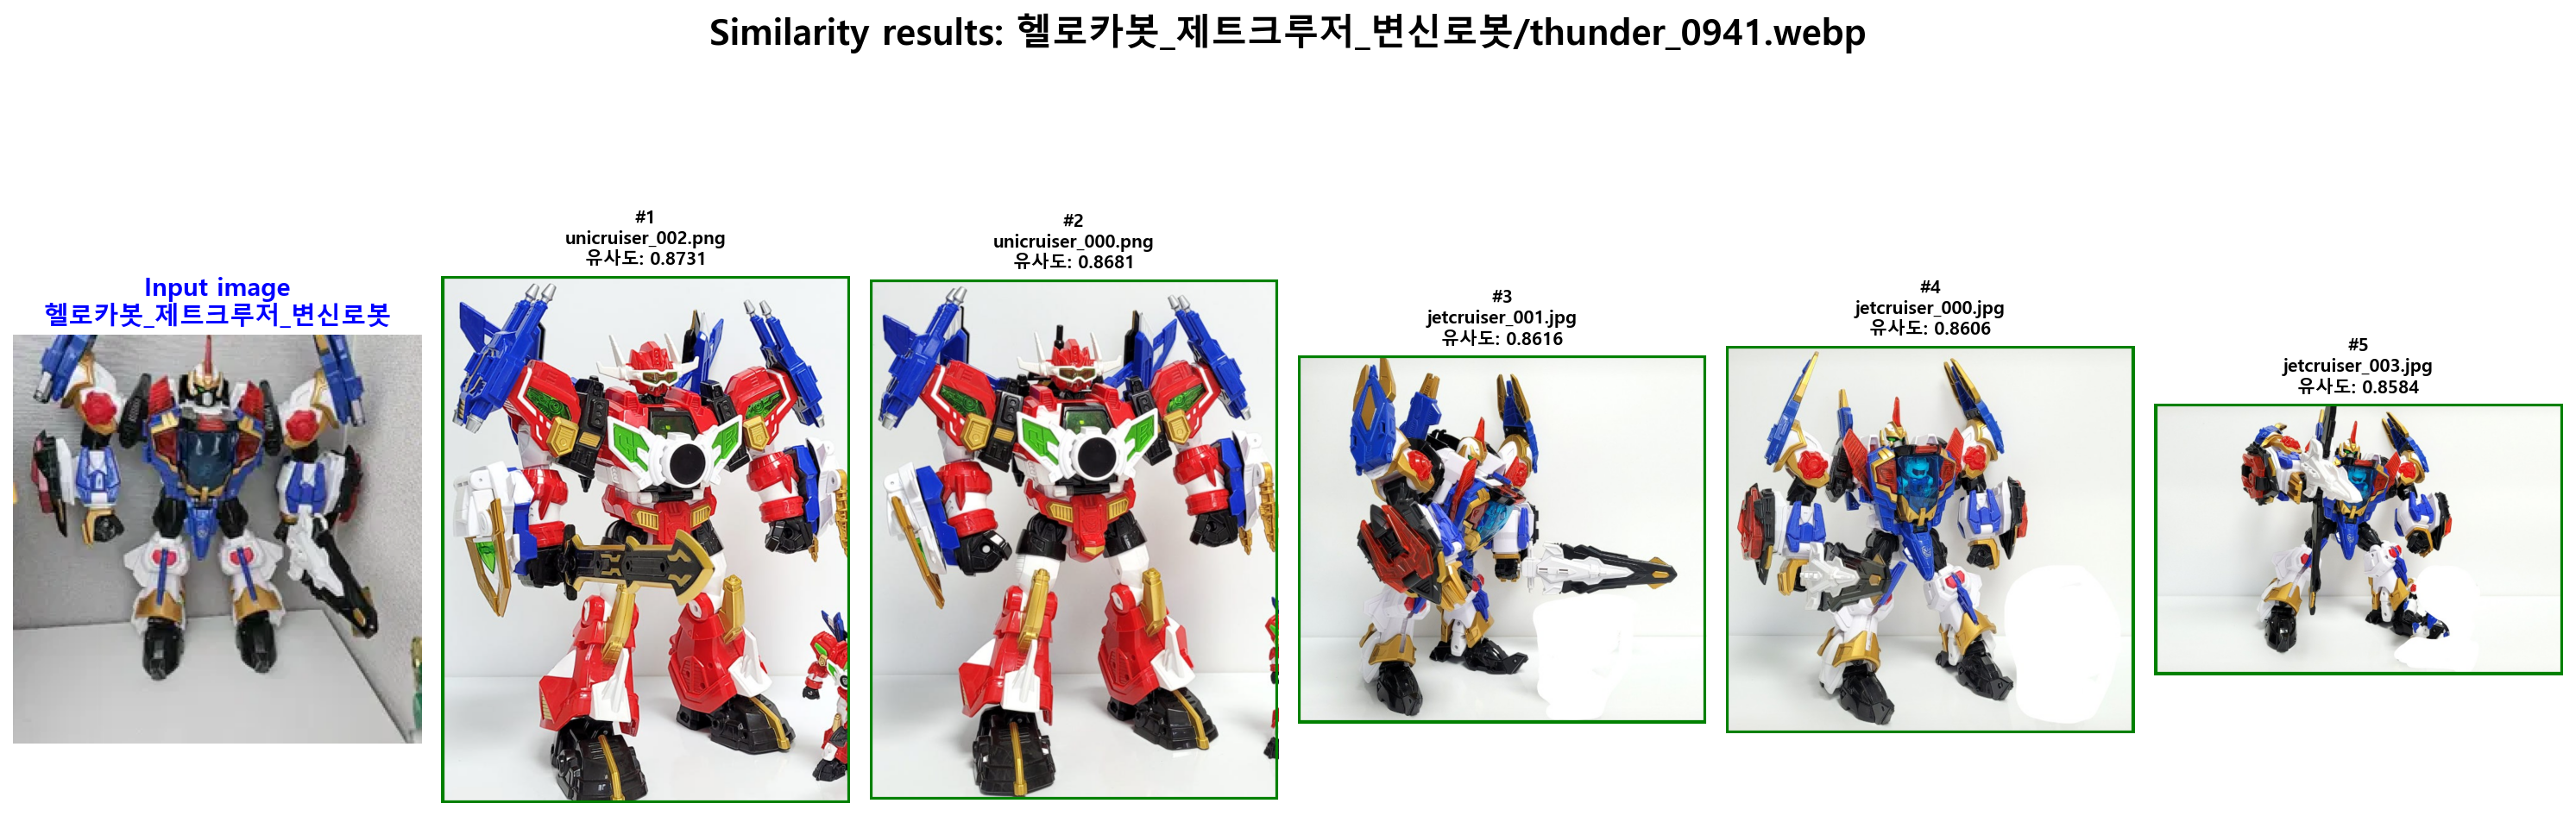 Similarity results: 헬로카봇_제트크루저_변신로봇/thunder_0941.webp
Input image
헬로카봇_제트크루저_변신로봇
#1
unicruiser_002.png
유사도: 0.8731
#2
unicruiser_000.png
유사도: 0.8681
#3
jetcruiser_001.jpg
유사도: 0.8616
#4
jetcruiser_000.jpg
유사도: 0.8606
#5
jetcruiser_003.jpg
유사도: 0.8584